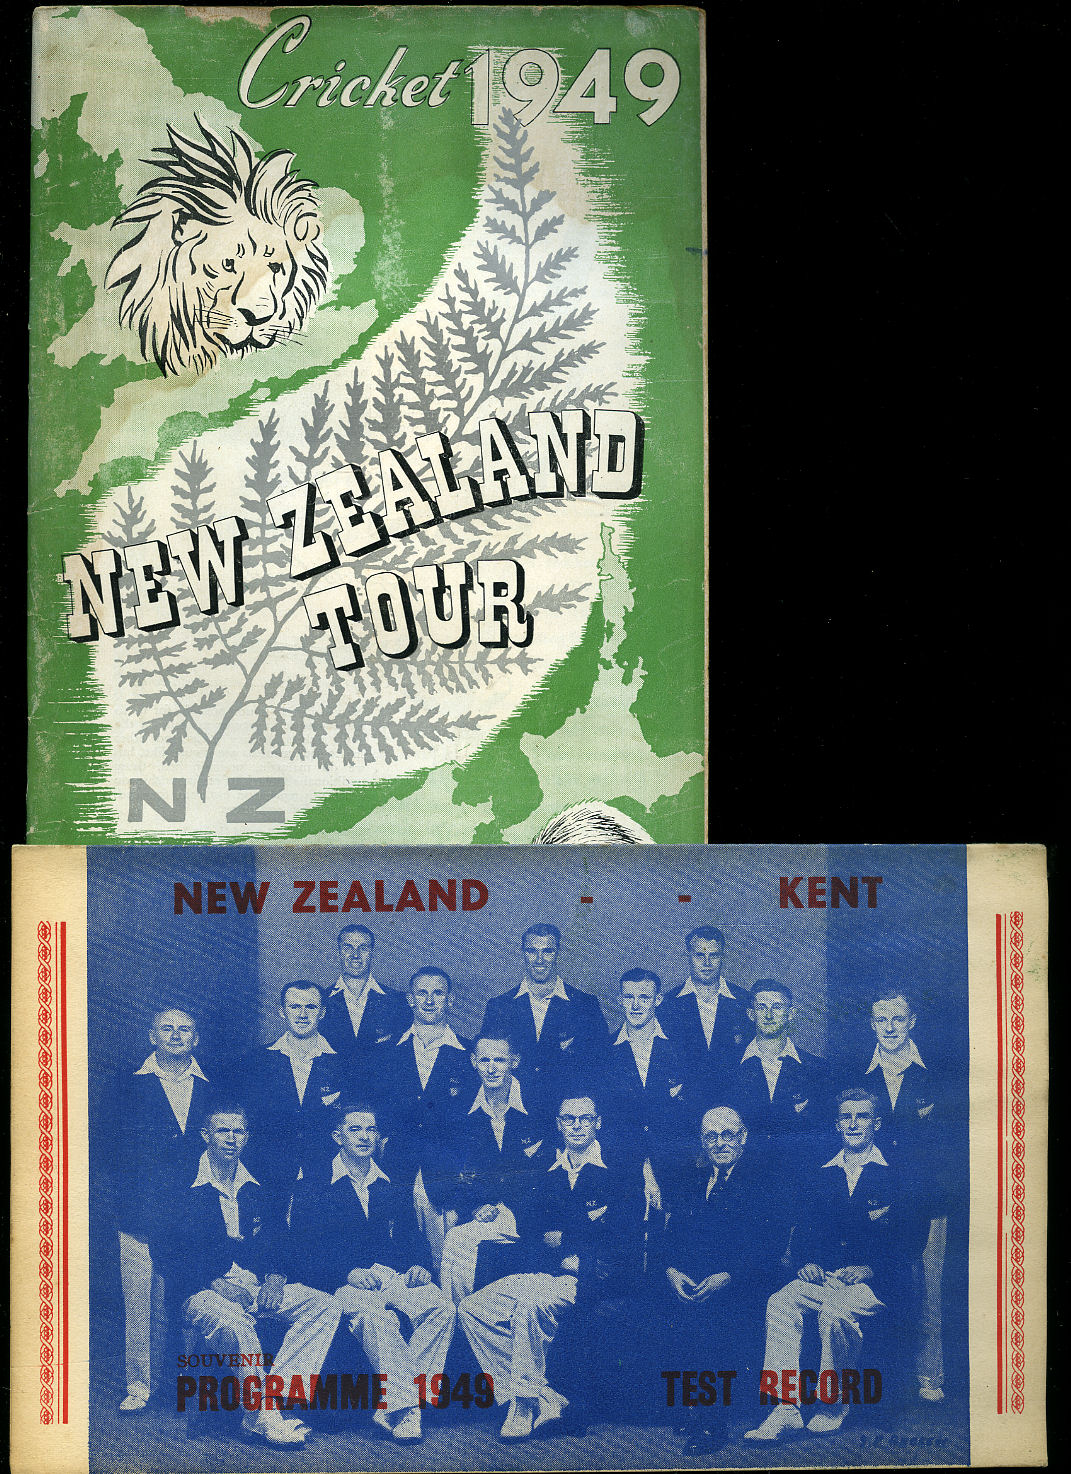 Cricket 1949
NEW ZEALAND
TOUR
NZ
NEW ZEALAND - - KENT
SOUVENIR
PROGRAMME 1949 TEST RECORD